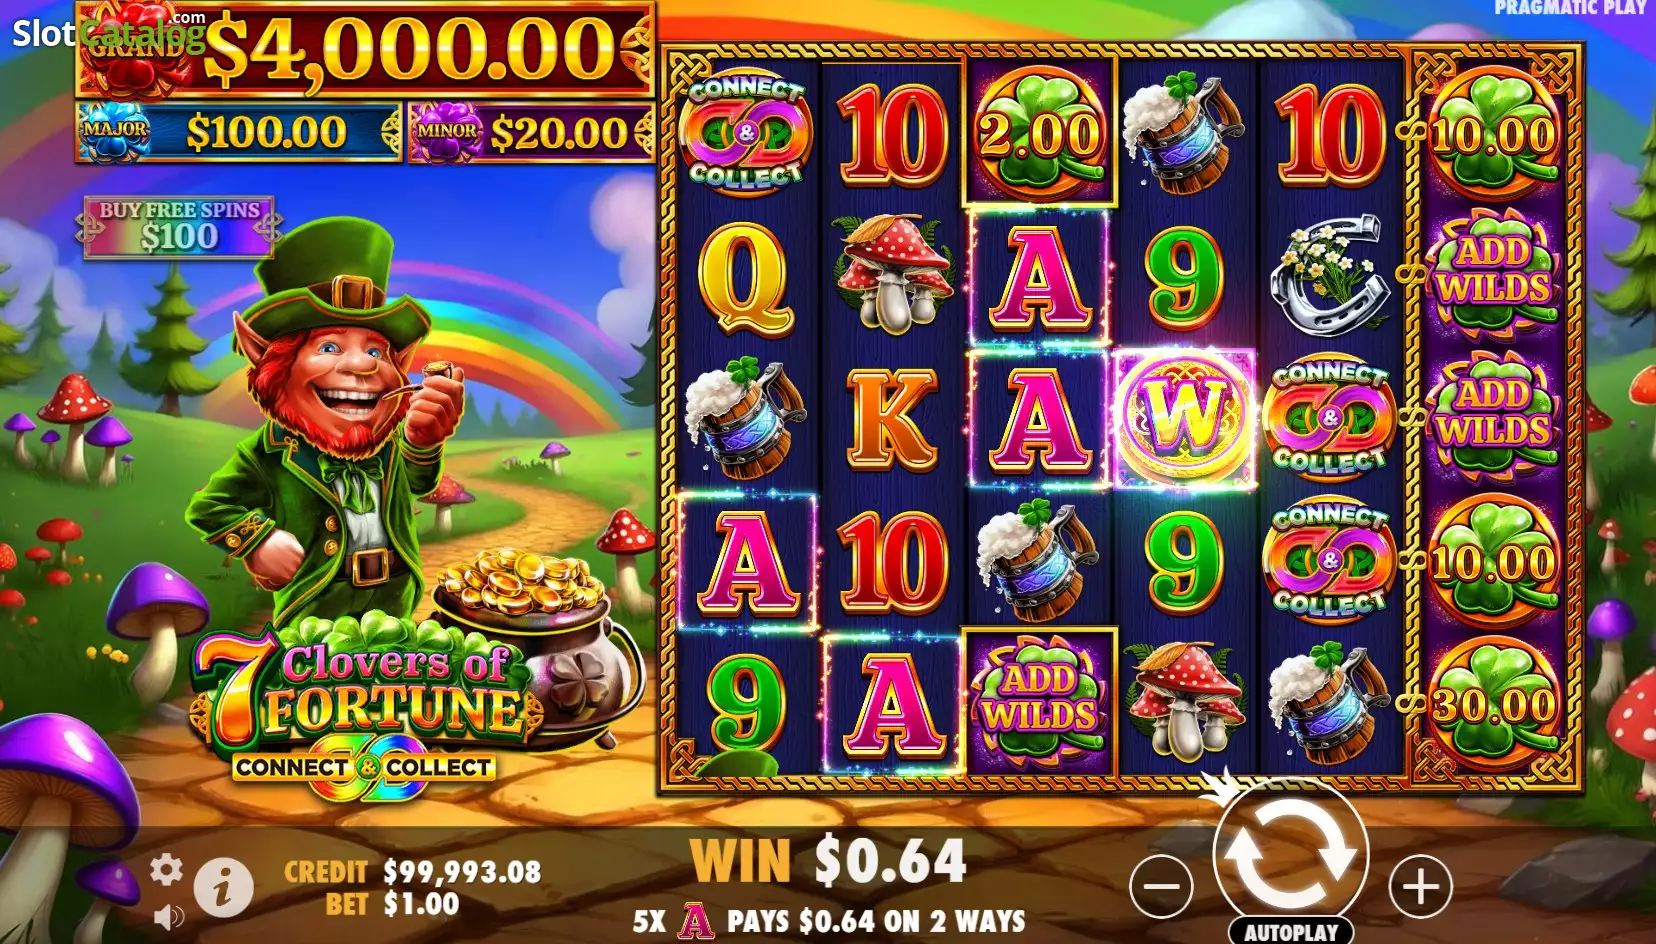 SlotCatalog.com
PRAGMATIC PLAY
GRAND $4,000.00
MAJOR $100.00 MINOR $20.00
BUY FREE SPINS
$100
CONNECT & COLLECT 10 2.00 10 10.00
Q A 9 ADD WILDS
K A W CONNECT & COLLECT ADD WILDS
A 10 9 CONNECT & COLLECT 10.00
9 A ADD WILDS 30.00
7 Clovers of
FORTUNE
CONNECT & COLLECT
CREDIT $99,993.08
BET $1.00
WIN $0.64
5X A PAYS $0.64 ON 2 WAYS
AUTOPLAY